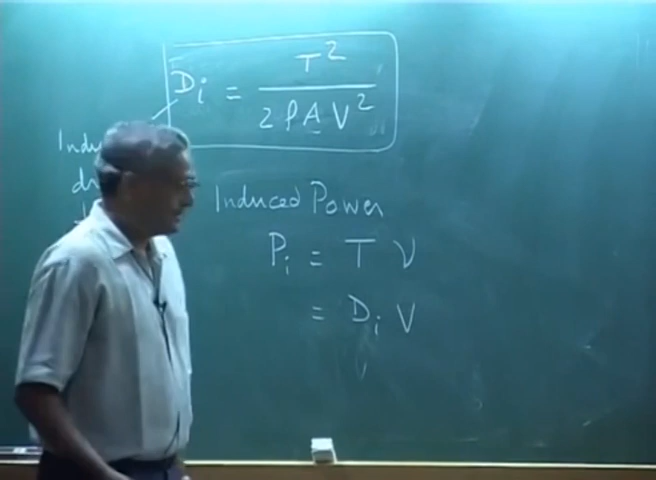 Di = T² / 2ρAV²
Induced Power
Pi = T ν
= Di V